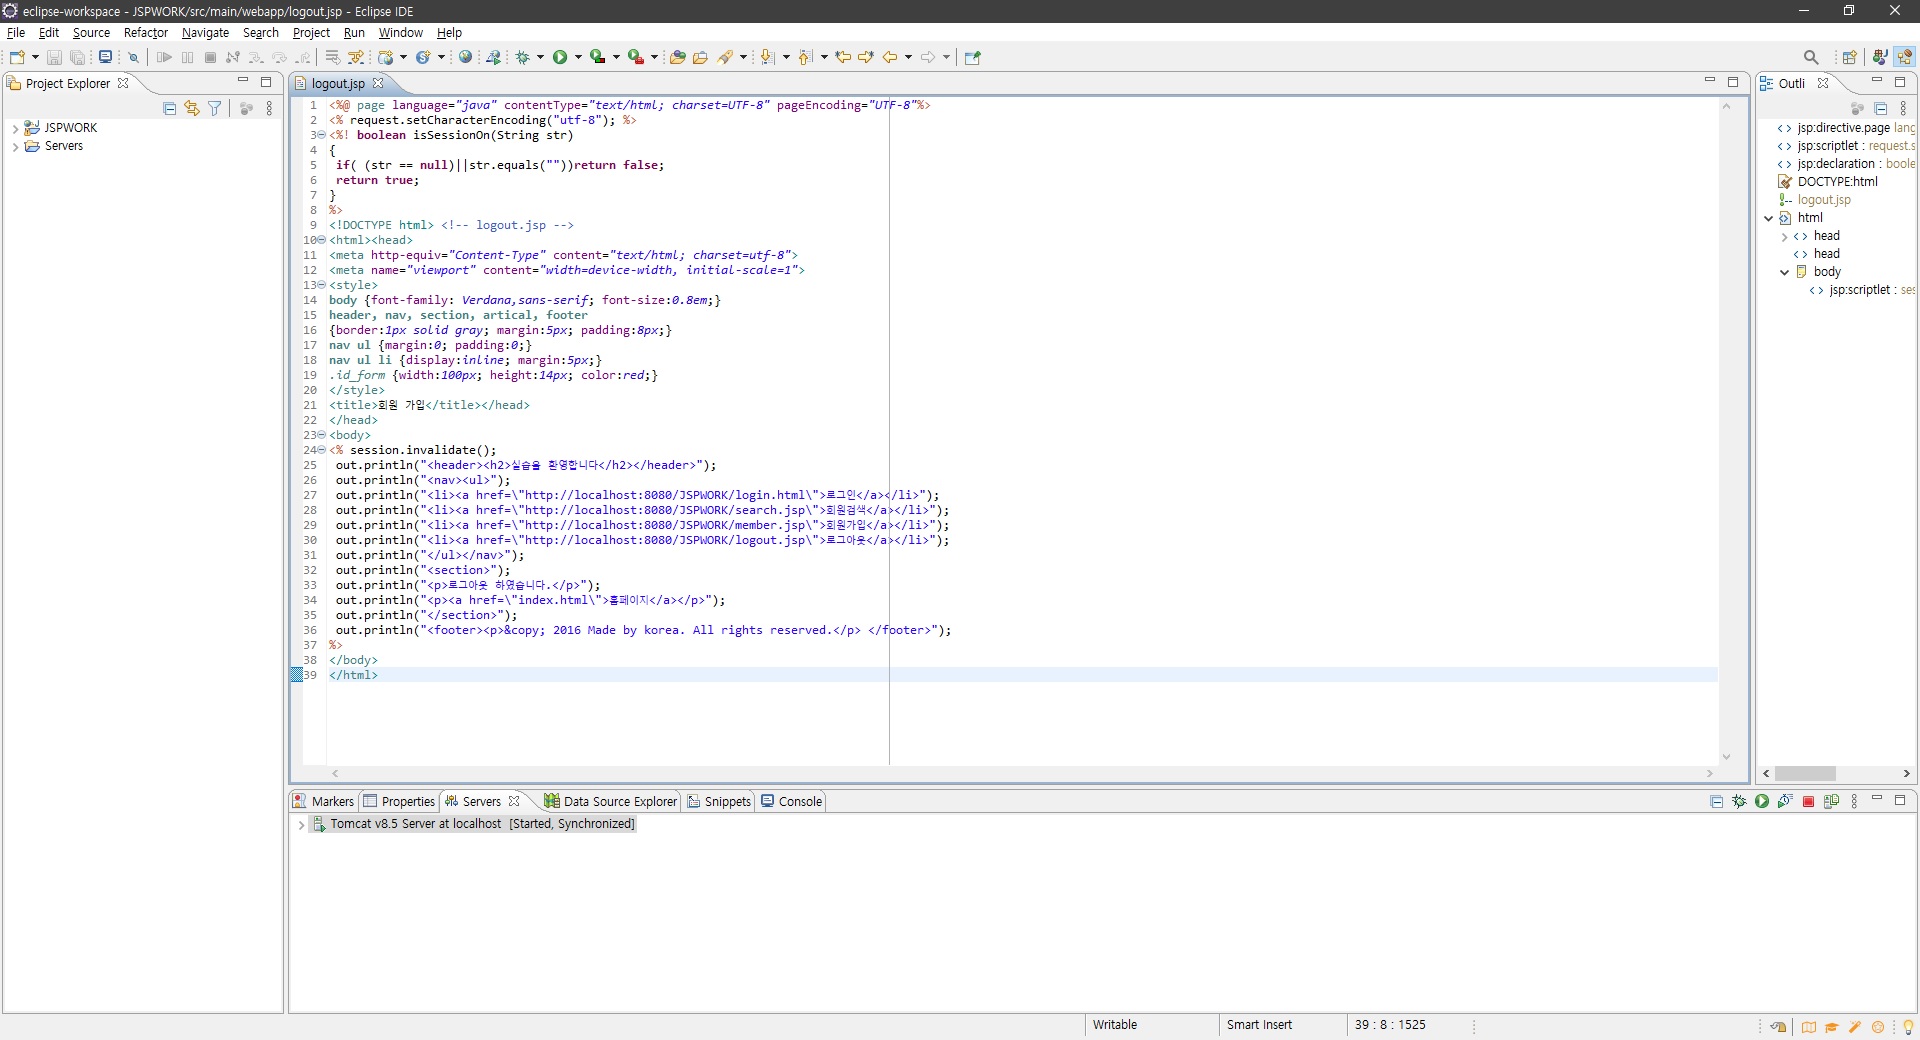 eclipse-workspace - JSPWORK/src/main/webapp/logout.jsp - Eclipse IDE
File Edit Source Refactor Navigate Search Project Run Window Help
Project Explorer
JSPWORK
Servers
logout.jsp
1 <%@ page language="java" contentType="text/html; charset=UTF-8" pageEncoding="UTF-8"%>
2 <% request.setCharacterEncoding("utf-8"); %>
3 <%! boolean isSessionOn(String str)
4 {
5 if( (str == null)||str.equals(""))return false;
6 return true;
7 }
8 %>
9 <!DOCTYPE html> <!-- logout.jsp -->
10 <html><head>
11 <meta http-equiv="Content-Type" content="text/html; charset=utf-8">
12 <meta name="viewport" content="width=device-width, initial-scale=1">
13 <style>
14 body {font-family: Verdana,sans-serif; font-size:0.8em;}
15 header, nav, section, artical, footer
16 {border:1px solid gray; margin:5px; padding:8px;}
17 nav ul {margin:0; padding:0;}
18 nav ul li {display:inline; margin:5px;}
19 .id_form {width:100px; height:14px; color:red;}
20 </style>
21 <title>회원 가입</title></head>
22 </head>
23 <body>
24 <% session.invalidate();
25 out.println("<header><h2>실습을 환영합니다</h2></header>");
26 out.println("<nav><ul>");
27 out.println("<li><a href=\"http://localhost:8080/JSPWORK/login.html\">로그인</a></li>");
28 out.println("<li><a href=\"http://localhost:8080/JSPWORK/search.jsp\">회원검색</a></li>");
29 out.println("<li><a href=\"http://localhost:8080/JSPWORK/member.jsp\">회원가입</a></li>");
30 out.println("<li><a href=\"http://localhost:8080/JSPWORK/logout.jsp\">로그아웃</a></li>");
31 out.println("</ul></nav>");
32 out.println("<section>");
33 out.println("<p>로그아웃 하였습니다.</p>");
34 out.println("<p><a href=\"index.html\">홈페이지</a></p>");
35 out.println("</section>");
36 out.println("<footer><p>&copy; 2016 Made by korea. All rights reserved.</p> </footer>");
37 %>
38 </body>
39 </html>
Outli
jsp:directive.page lang
jsp:scriptlet : request.s
jsp:declaration : boole
DOCTYPE:html
logout.jsp
html
head
head
body
jsp:scriptlet : ses
Markers Properties Servers Data Source Explorer Snippets Console
Tomcat v8.5 Server at localhost [Started, Synchronized]
Writable Smart Insert 39 : 8 : 1525